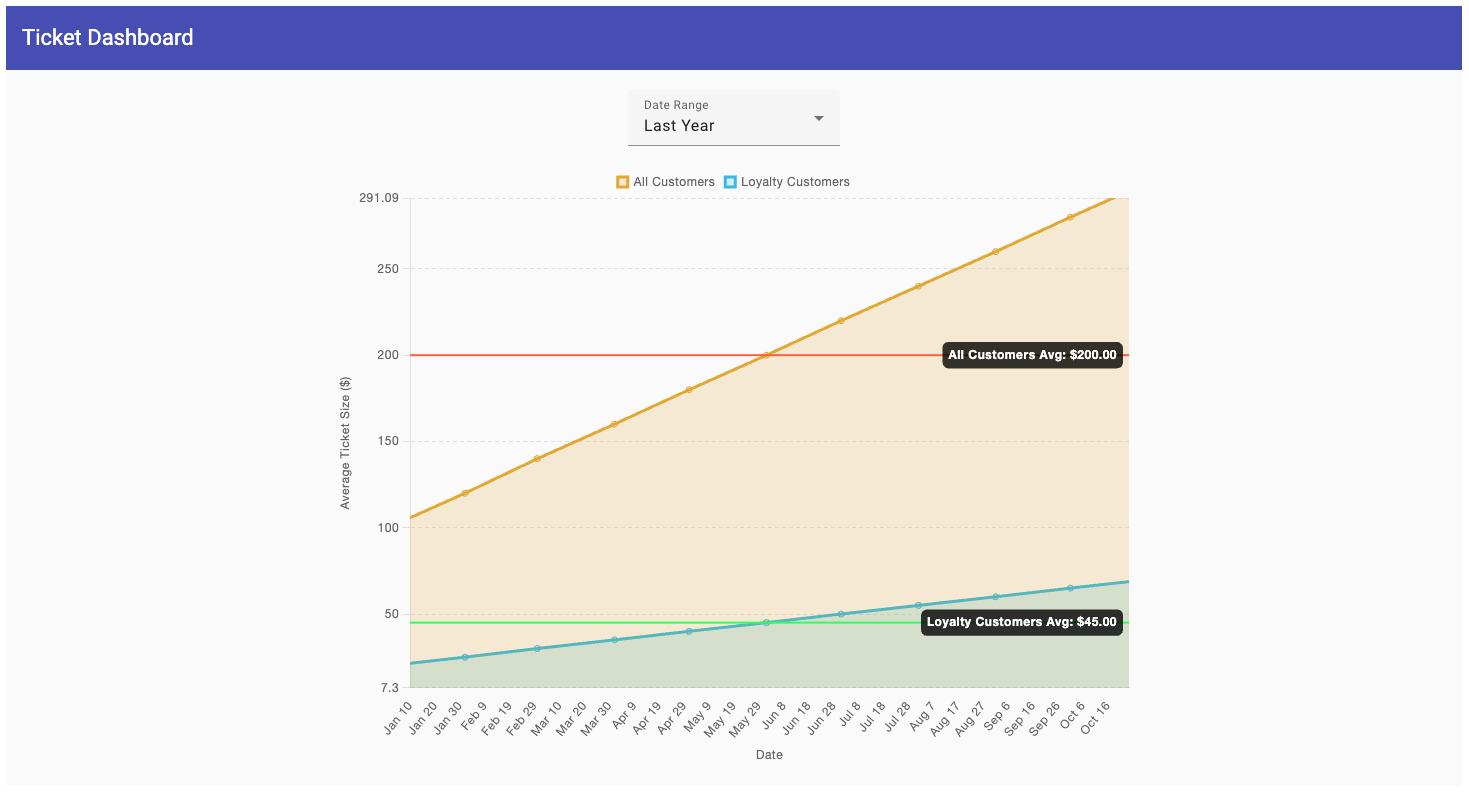 Ticket Dashboard
Date Range
Last Year
All Customers Loyalty Customers
291.09
250
200
150
100
50
7.3
Average Ticket Size ($)
All Customers Avg: $200.00
Loyalty Customers Avg: $45.00
Jan 10
Jan 20
Jan 30
Feb 9
Feb 19
Feb 29
Mar 10
Mar 20
Mar 30
Apr 9
Apr 19
Apr 29
May 9
May 19
May 29
Jun 8
Jun 18
Jun 28
Jul 8
Jul 18
Jul 28
Aug 7
Aug 17
Aug 27
Sep 6
Sep 16
Sep 26
Oct 6
Oct 16
Date